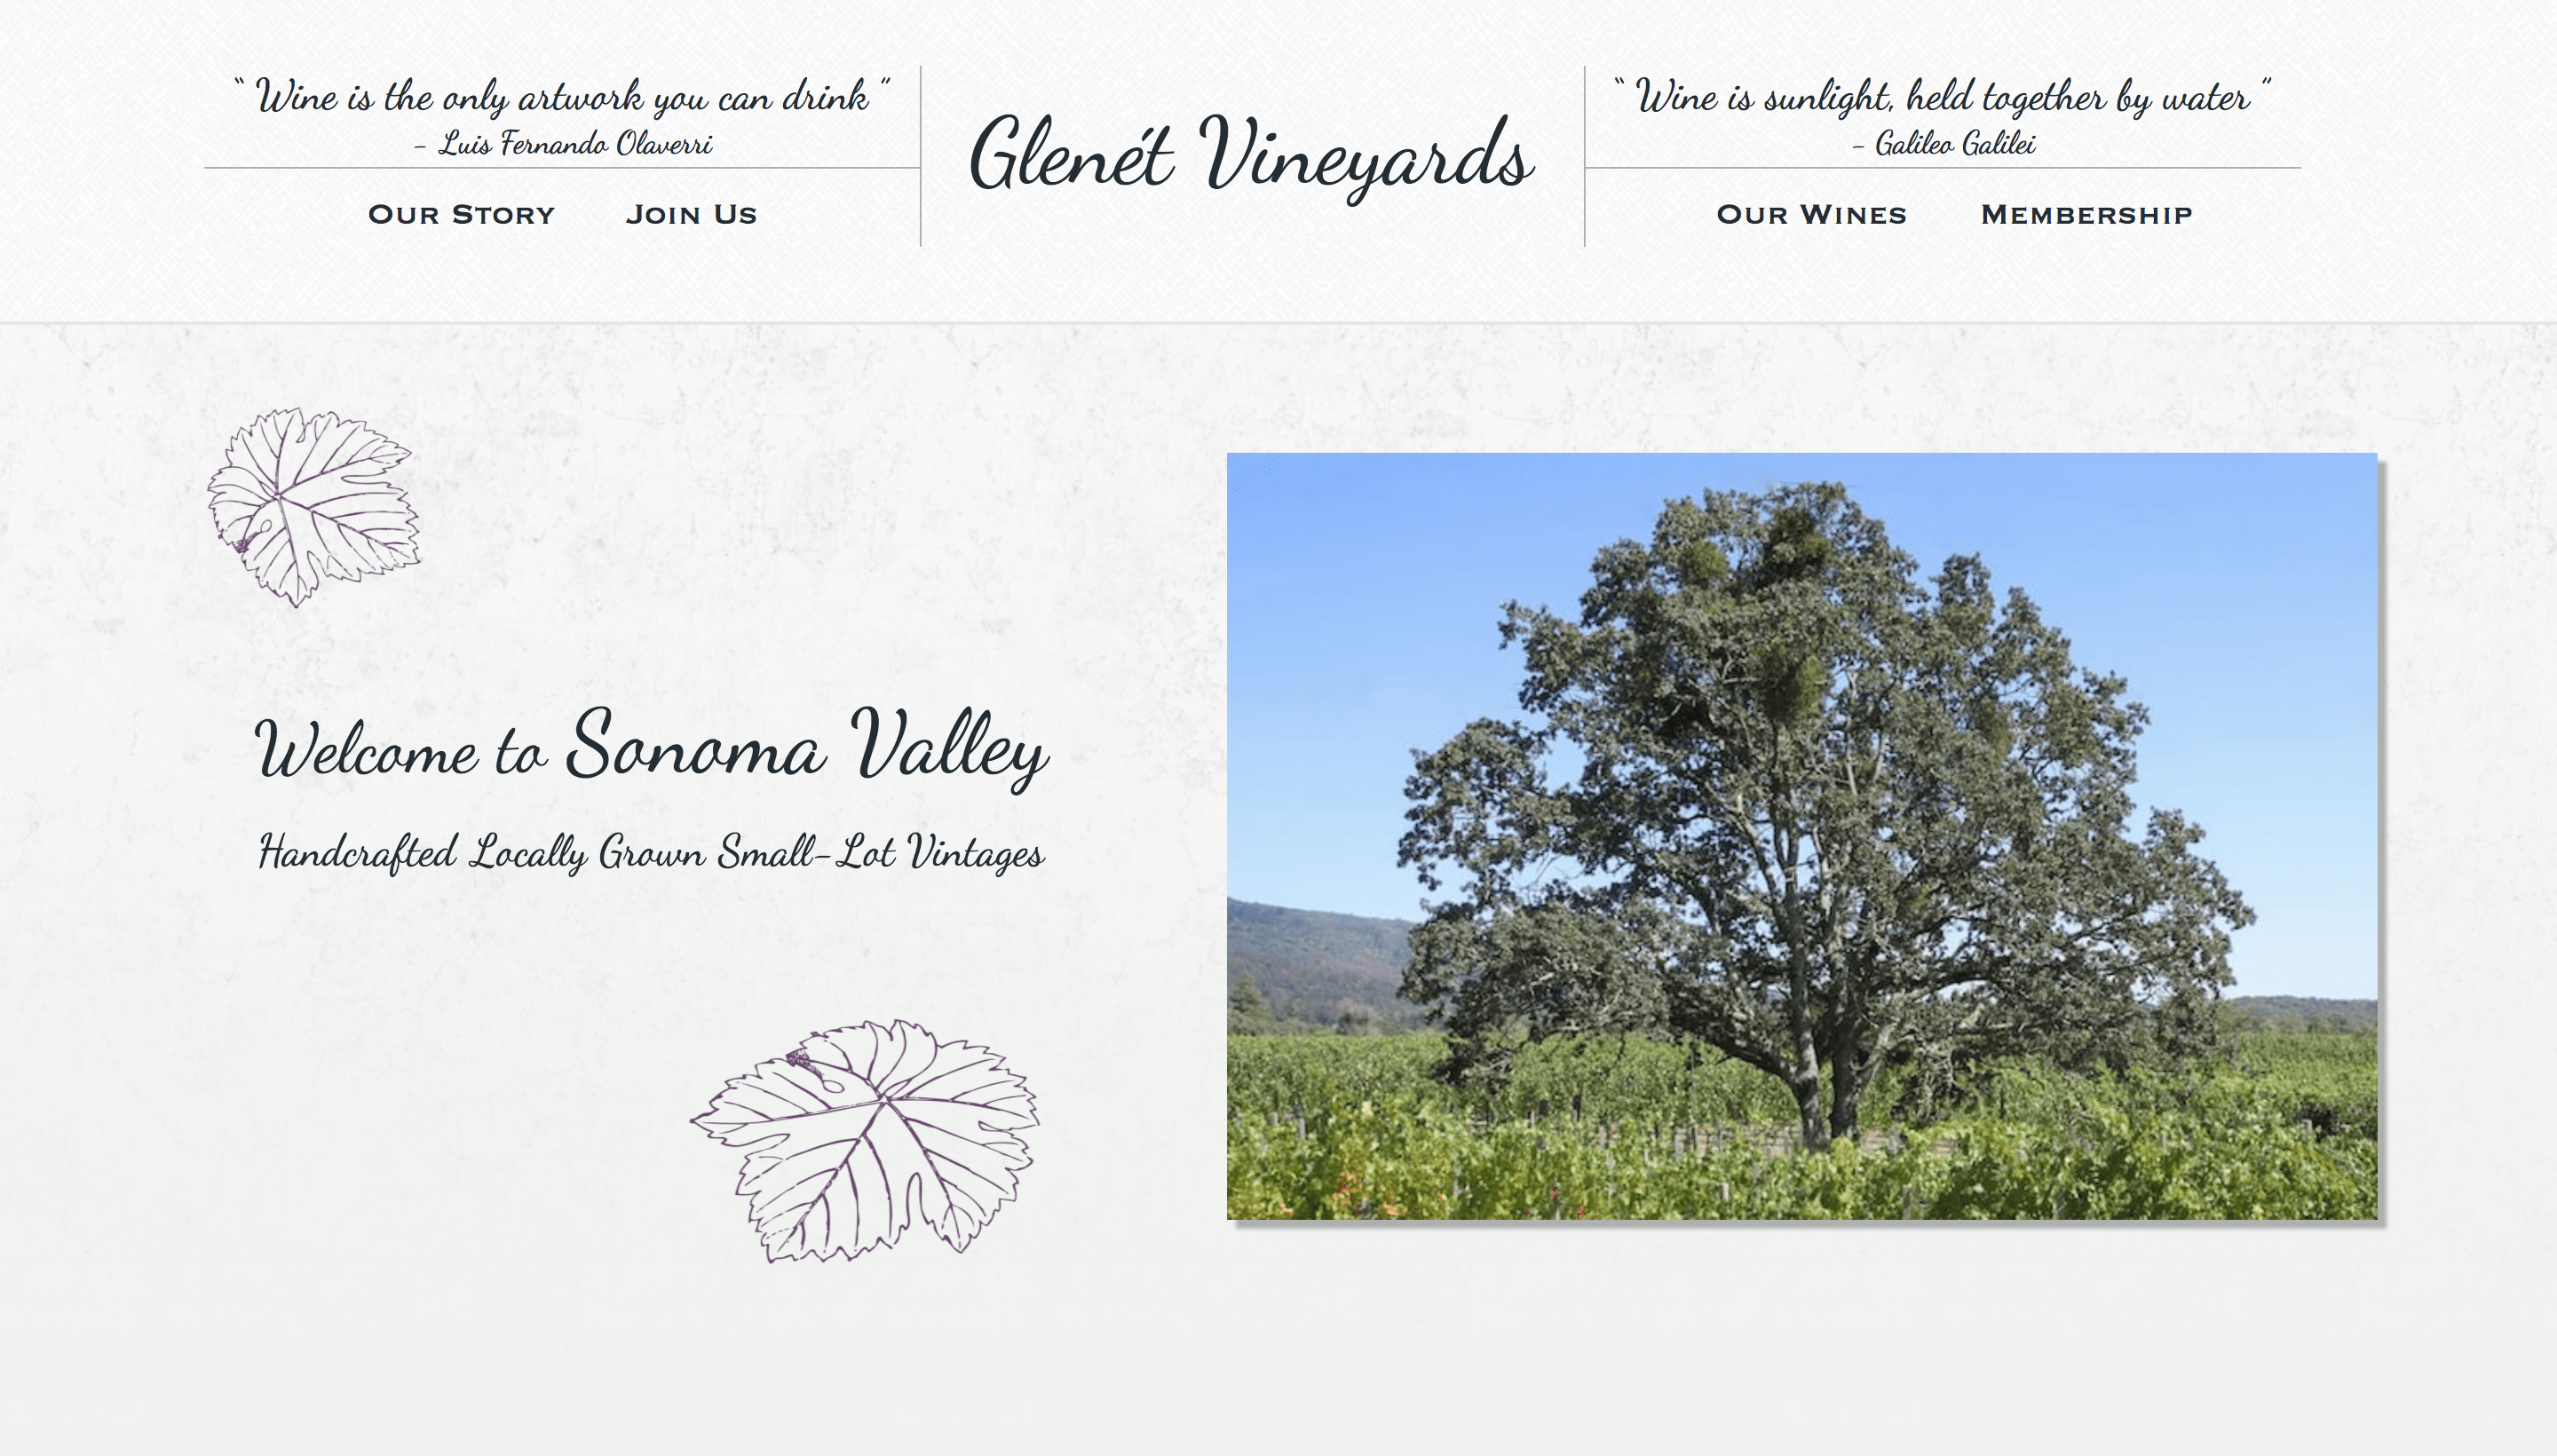 “ Wine is the only artwork you can drink ”
- Luis Fernando Olaverri
Our Story Join Us
Glenét Vineyards
“ Wine is sunlight, held together by water ”
- Galileo Galilei
Our Wines Membership
Welcome to Sonoma Valley
Handcrafted Locally Grown Small-Lot Vintages